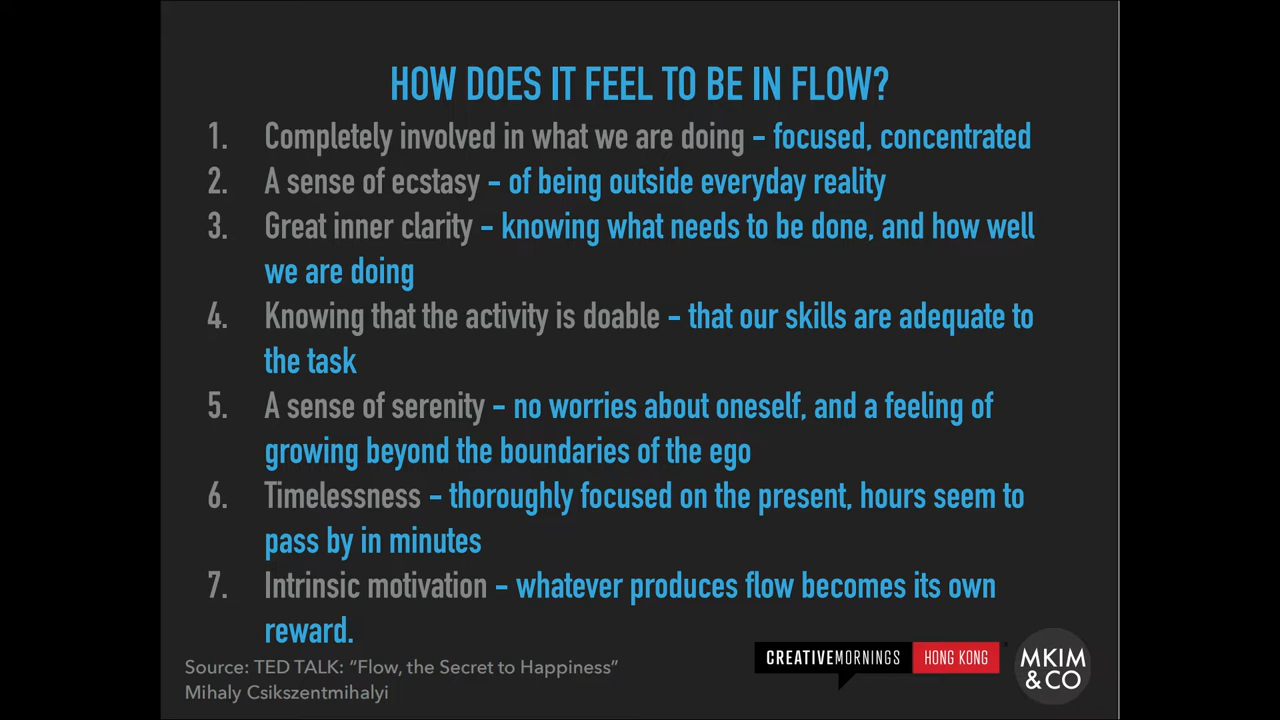 HOW DOES IT FEEL TO BE IN FLOW?
1. Completely involved in what we are doing – focused, concentrated
2. A sense of ecstasy – of being outside everyday reality
3. Great inner clarity – knowing what needs to be done, and how well
we are doing
4. Knowing that the activity is doable – that our skills are adequate to
the task
5. A sense of serenity – no worries about oneself, and a feeling of
growing beyond the boundaries of the ego
6. Timelessness – thoroughly focused on the present, hours seem to
pass by in minutes
7. Intrinsic motivation – whatever produces flow becomes its own
reward.
Source: TED TALK: “Flow, the Secret to Happiness”
Mihaly Csikszentmihalyi
CREATIVEMORNINGS HONG KONG
MKIM
&CO